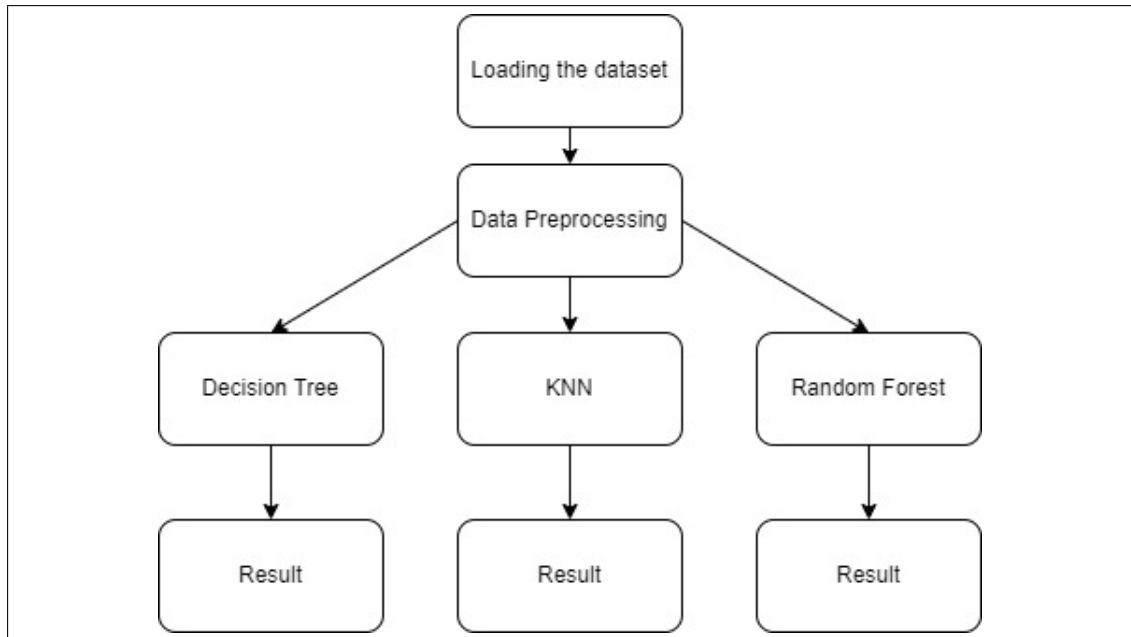 Loading the dataset
Data Preprocessing
Decision Tree
KNN
Random Forest
Result
Result
Result